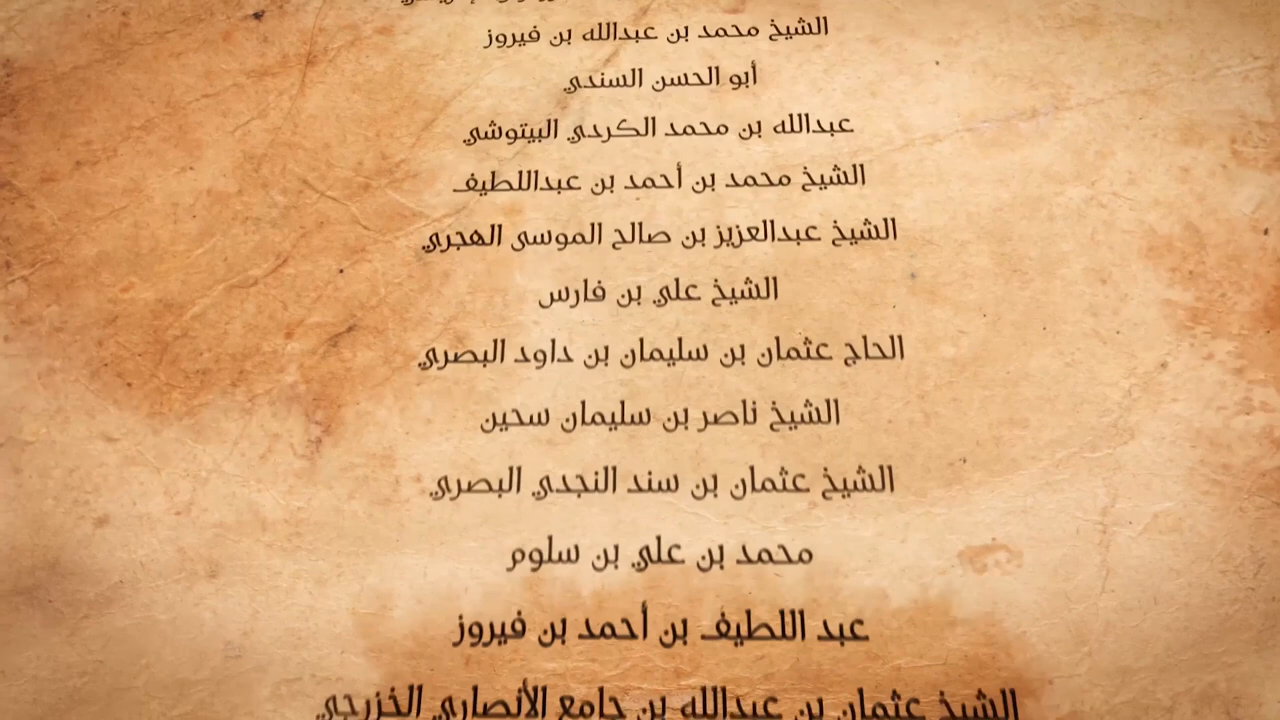 الشيخ محمد بن عبدالله بن فيروز
أبو الحسن السندي
عبدالله بن محمد الكردي البيتوشي
الشيخ محمد بن أحمد بن عبداللطيف
الشيخ عبدالعزيز بن صالح الموسى الهجري
الشيخ علي بن فارس
الحاج عثمان بن سليمان بن داود البصري
الشيخ ناصر بن سليمان سحين
الشيخ عثمان بن سند النجدي البصري
محمد بن علي بن سلوم
عبد اللطيف بن أحمد بن فيروز
الشيخ عثمان بن عبدالله بن جامع الأنصاري الخزرجي